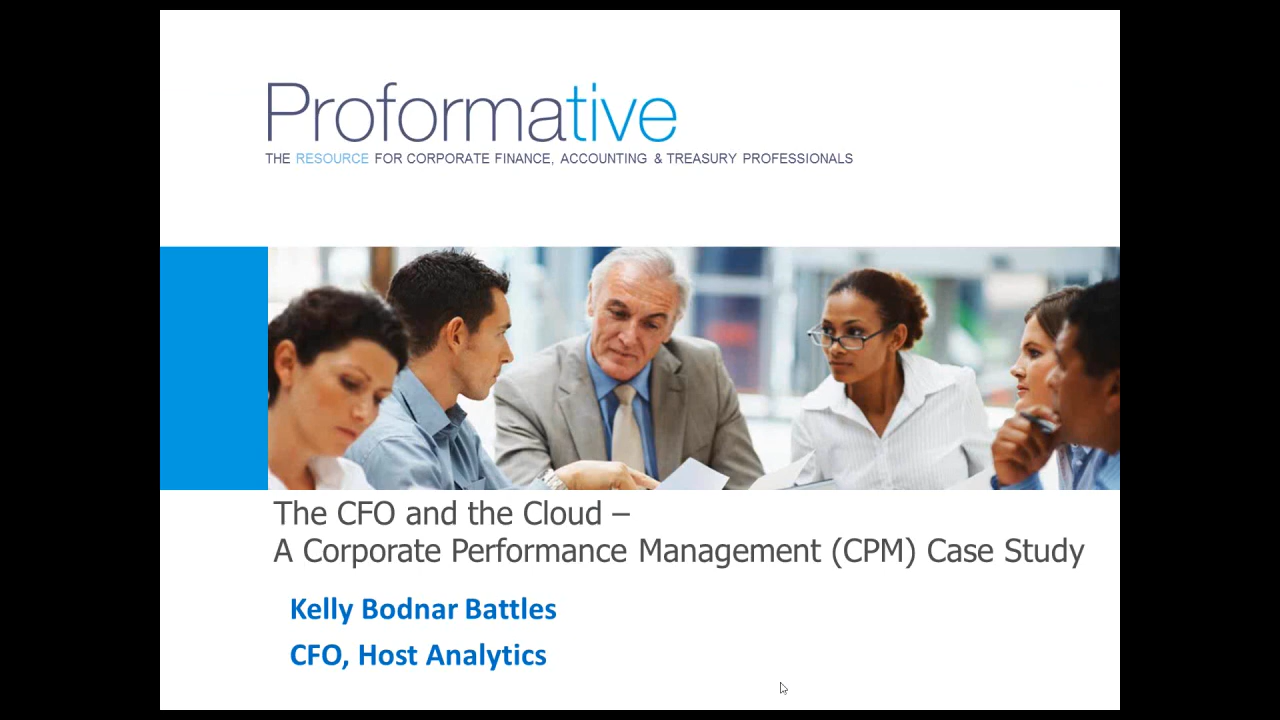 Proformative
THE RESOURCE FOR CORPORATE FINANCE, ACCOUNTING & TREASURY PROFESSIONALS
The CFO and the Cloud –
A Corporate Performance Management (CPM) Case Study
Kelly Bodnar Battles
CFO, Host Analytics